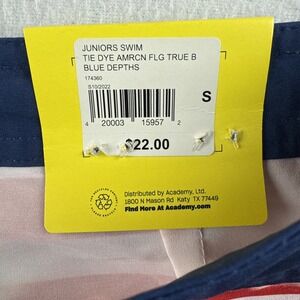 JUNIORS SWIM
TIE DYE AMRCN FLG TRUE B
BLUE DEPTHS
174360
S10/2022
S
4 20003 15957 2
$22.00
Distributed by Academy, Ltd.
1800 N Mason Rd Katy TX 77449
Find More At Academy.com